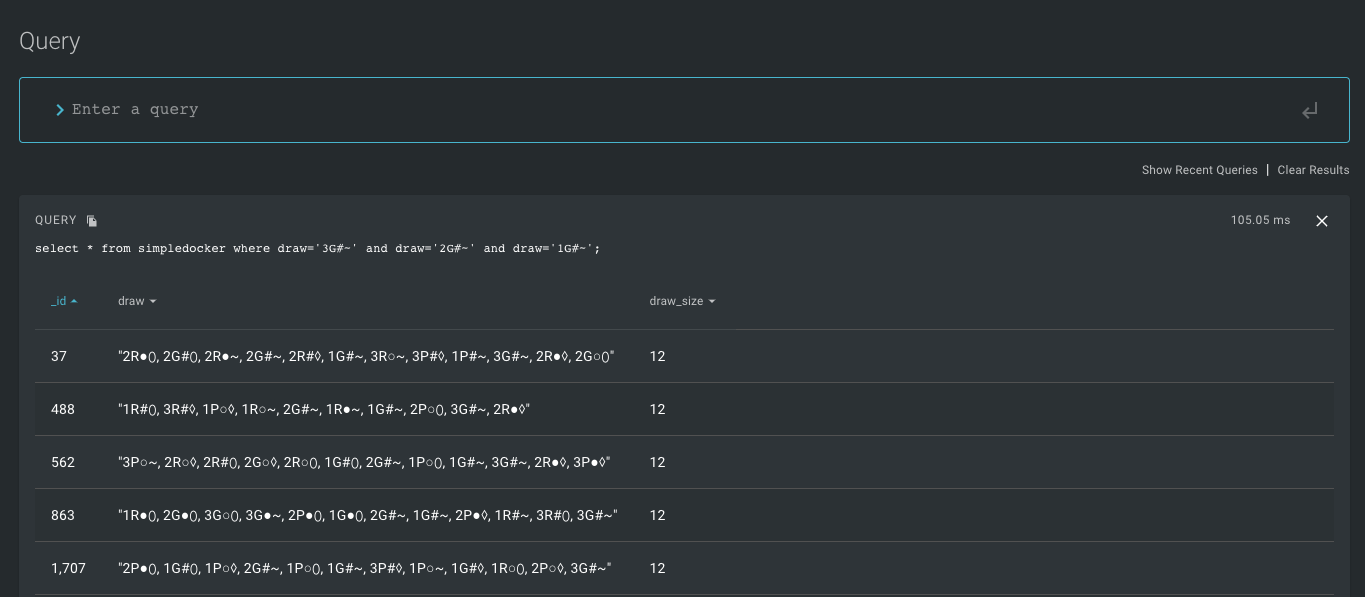 Query
Enter a query
Show Recent Queries | Clear Results
QUERY 105.05 ms
select * from simpledocker where draw='3G#~' and draw='2G#~' and draw='1G#~';
_id draw draw_size
37 "2R●(), 2G#(), 2R●~, 2G#~, 2R#◊, 1G#~, 3R○~, 3P#◊, 1P#~, 3G#~, 2R●◊, 2G○()" 12
488 "1R#(), 3R#◊, 1P○◊, 1R○~, 2G#~, 1R●~, 1G#~, 2P○(), 3G#~, 2R●◊" 12
562 "3P○~, 2R○◊, 2R#(), 2G○◊, 2R○(), 1G#(), 2G#~, 1P○(), 1G#~, 3G#~, 2R●◊, 3P●◊" 12
863 "1R●(), 2G●◊, 3G○(), 3G●~, 2P●(), 1G●(), 2G#~, 1G#~, 2P●◊, 1R#~, 3R#(), 3G#~" 12
1,707 "2P●(), 1G#(), 1P○◊, 2G#~, 1P○(), 1G#~, 3P#◊, 1P○~, 1G#◊, 1R○(), 2P○◊, 3G#~" 12